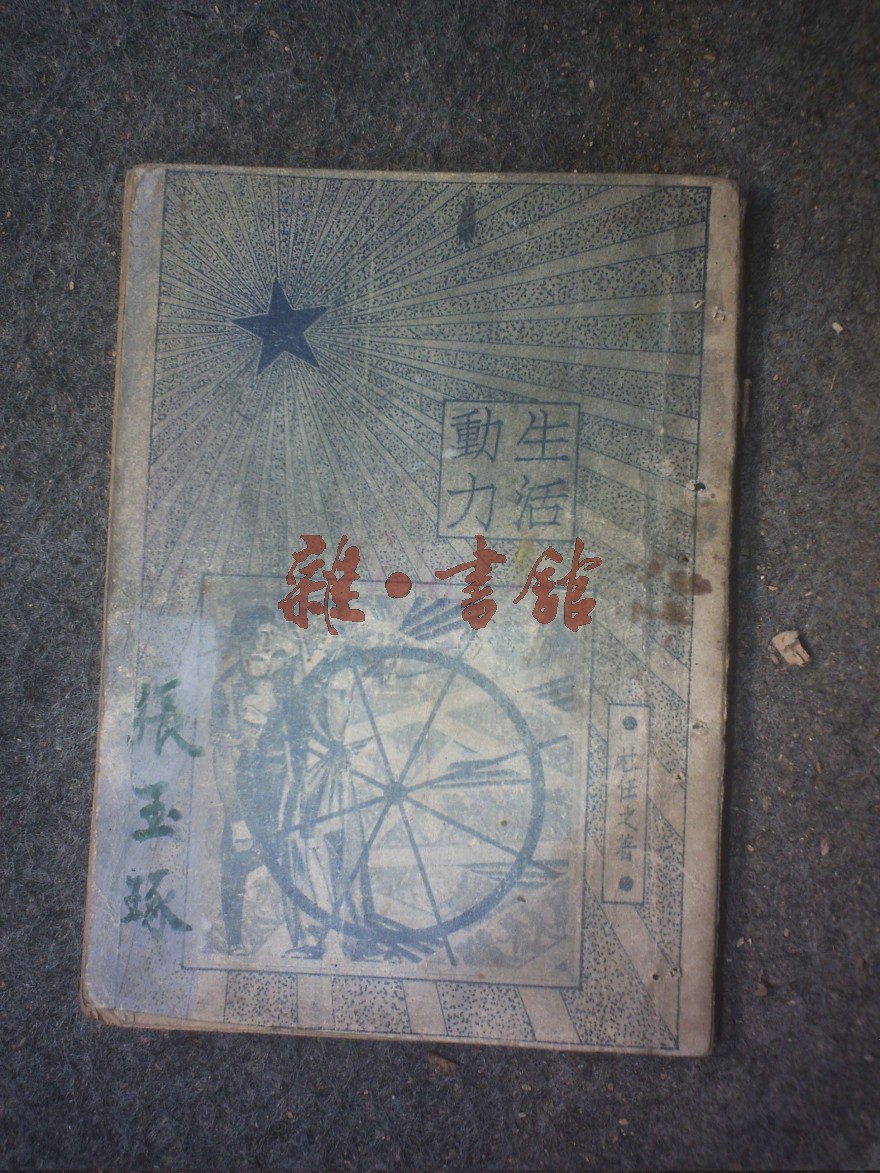 生活
動力
雜·書館
杜任之著
張玉琢